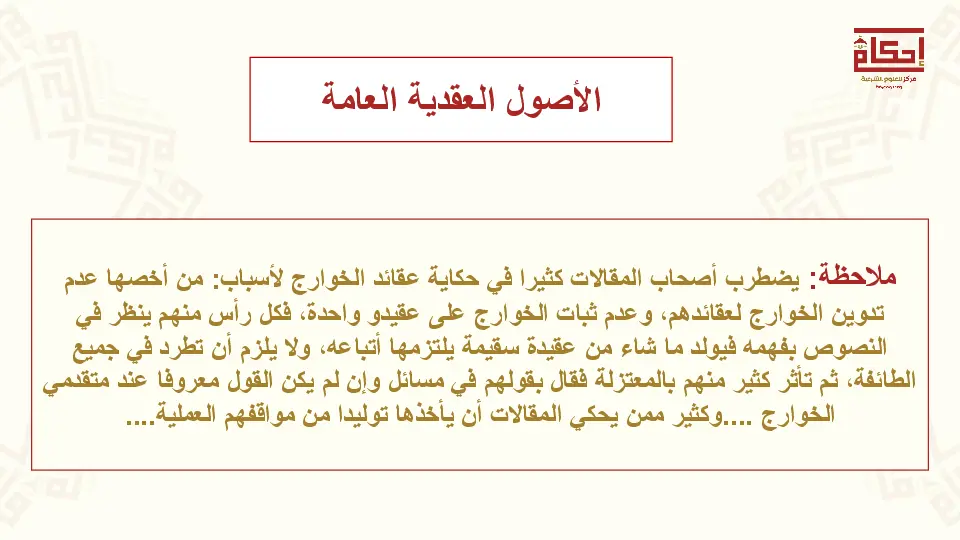 إحكام
مركز للعلوم الشرعية
الأصول العقدية العامة
ملاحظة: يضطرب أصحاب المقالات كثيرا في حكاية عقائد الخوارج لأسباب: من أخصها عدم
تدوين الخوارج لعقائدهم، وعدم ثبات الخوارج على عقيدو واحدة، فكل رأس منهم ينظر في
النصوص بفهمه فيولد ما شاء من عقيدة سقيمة يلتزمها أتباعه، ولا يلزم أن تطرد في جميع
الطائفة، ثم تأثر كثير منهم بالمعتزلة فقال بقولهم في مسائل وإن لم يكن القول معروفا عند متقدمي
الخوارج ....وكثير ممن يحكي المقالات أن يأخذها توليدا من مواقفهم العملية....